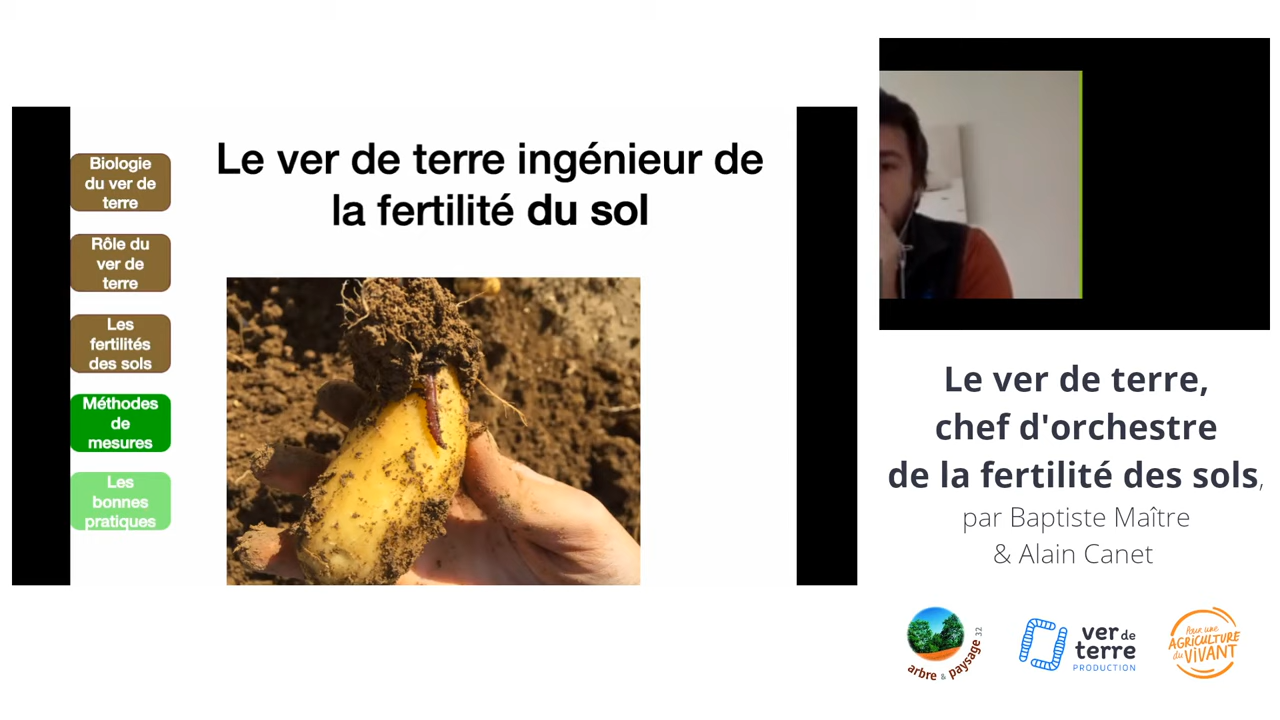 Le ver de terre ingénieur de
la fertilité du sol
Biologie
du ver de
terre
Rôle du
ver de
terre
Les
fertilités
des sols
Méthodes
de
mesures
Les
bonnes
pratiques
Le ver de terre,
chef d'orchestre
de la fertilité des sols,
par Baptiste Maître
& Alain Canet
arbre & paysage 32
ver de
terre
PRODUCTION
Pour une
AGRICULTURE
du VIVANT